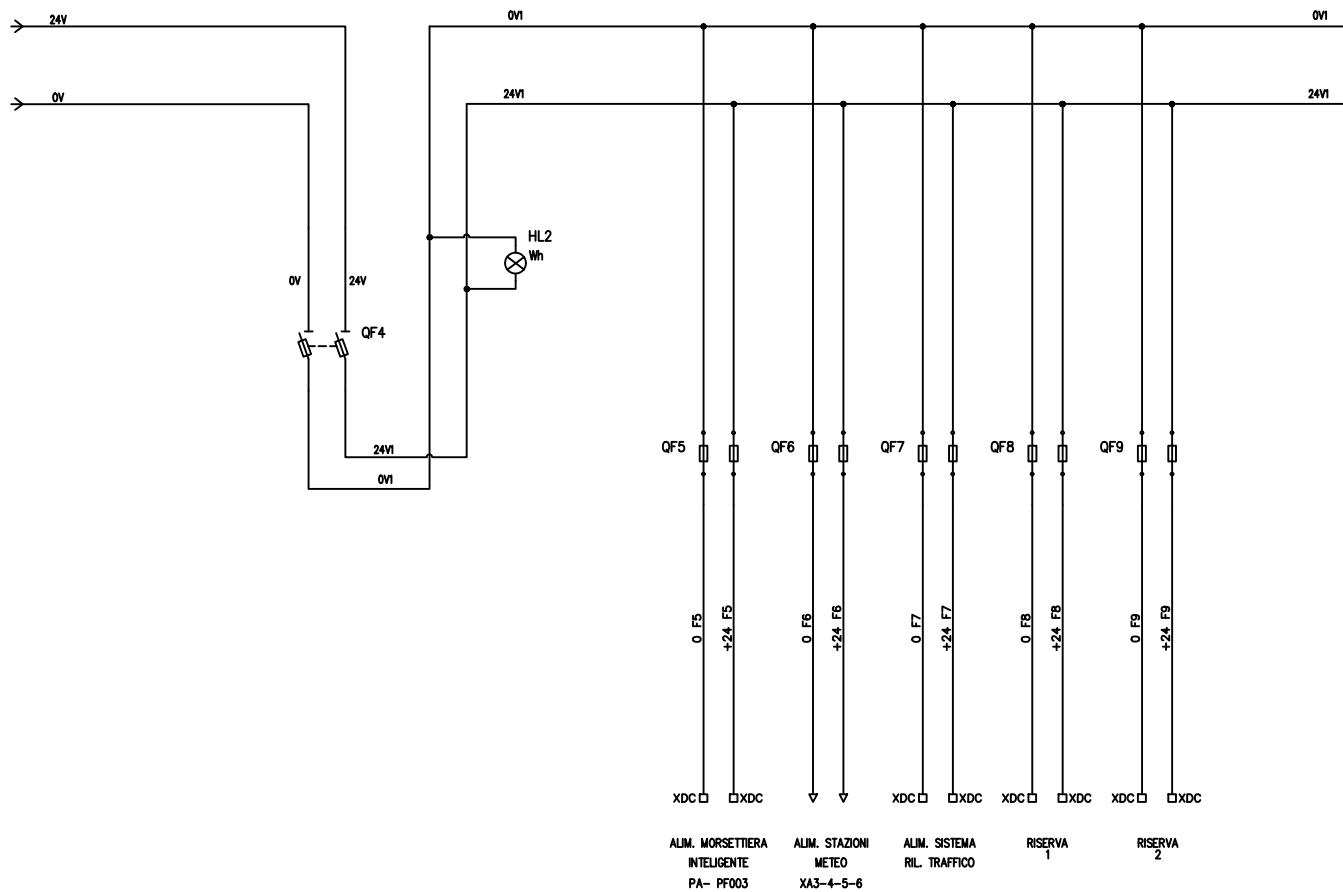 24V
0V1
0V1
0V
24V1
24V1
HL2
Wh
0V
24V
QF4
QF5
QF6
QF7
QF8
QF9
24V1
0V1
0 F5
+24 F5
0 F6
+24 F6
0 F7
+24 F7
0 F8
+24 F8
0 F9
+24 F9
XDC
XDC
XDC
XDC
XDC
XDC
XDC
XDC
ALIM. MORSETTIERA
INTELIGENTE
PA- PF003
ALIM. STAZIONI
METEO
XA3-4-5-6
ALIM. SISTEMA
RIL. TRAFFICO
RISERVA
1
RISERVA
2